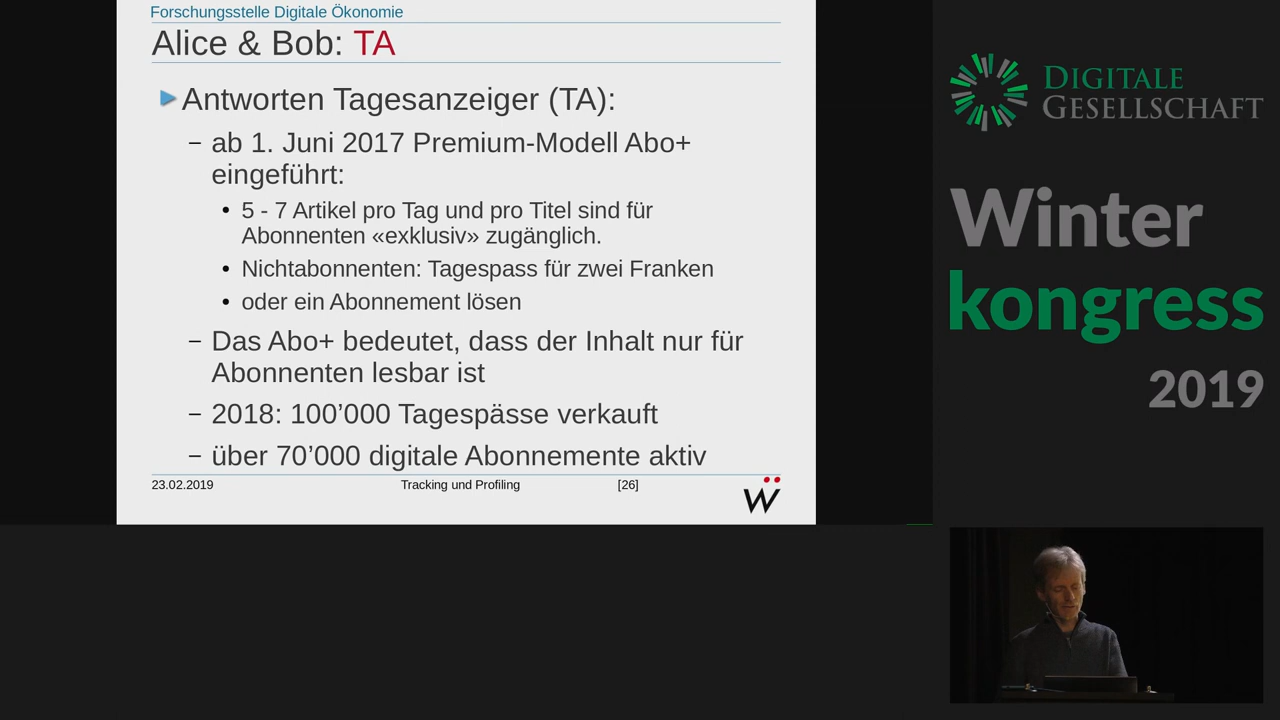 Forschungsstelle Digitale Ökonomie
Alice & Bob: TA
Antworten Tagesanzeiger (TA):
– ab 1. Juni 2017 Premium-Modell Abo+
eingeführt:
• 5 - 7 Artikel pro Tag und pro Titel sind für
Abonnenten «exklusiv» zugänglich.
• Nichtabonnenten: Tagespass für zwei Franken
• oder ein Abonnement lösen
– Das Abo+ bedeutet, dass der Inhalt nur für
Abonnenten lesbar ist
– 2018: 100’000 Tagespässe verkauft
– über 70’000 digitale Abonnemente aktiv
23.02.2019
Tracking und Profiling
[26]
Ẅ
DIGITALE
GESELLSCHAFT
Winter
kongress
2019